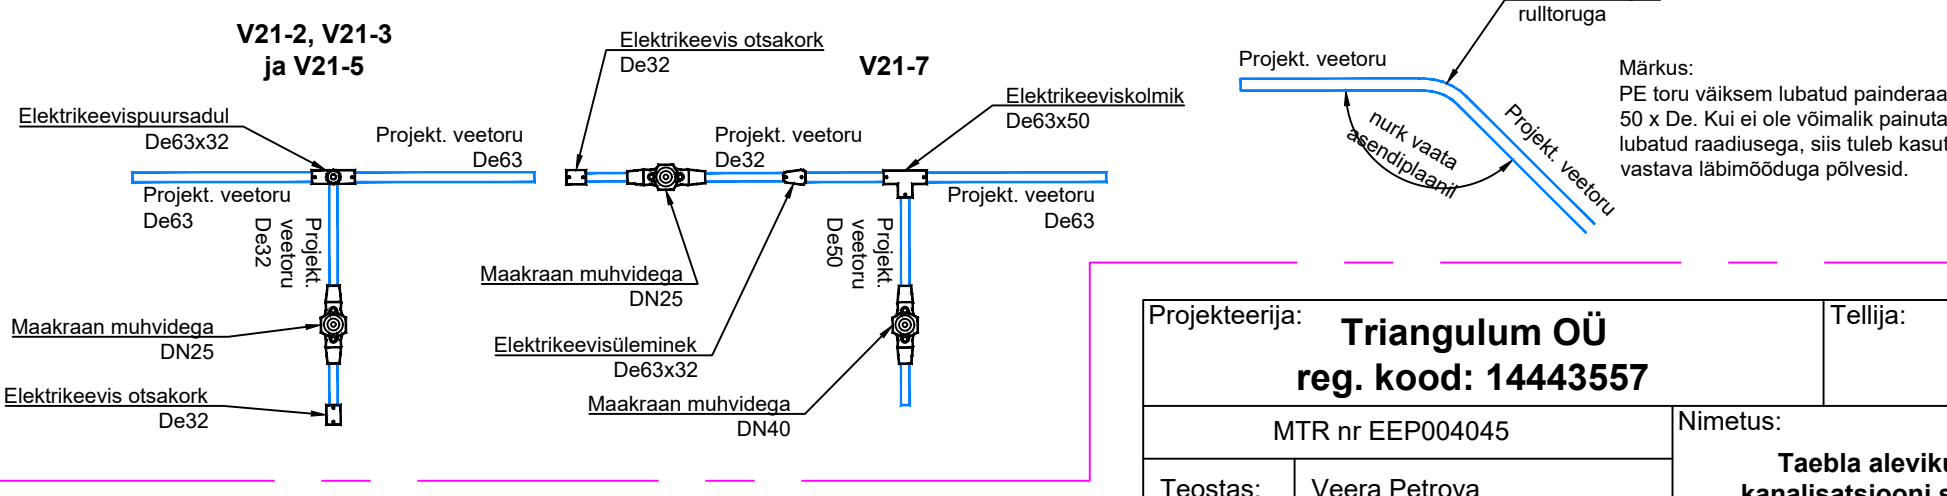 V21-2, V21-3
ja V21-5
Elektrikeevispuursadul
De63x32
Projekt. veetoru
De63
Projekt. veetoru
De63
Projekt.
veetoru
De32
Maakraan muhvidega
DN25
Elektrikeevis otsakork
De32
V21-7
Elektrikeevis otsakork
De32
Projekt. veetoru
De32
Elektrikeeviskolmik
De63x50
Projekt. veetoru
De63
Projekt.
veetoru
De50
Maakraan muhvidega
DN25
Elektrikeevisüleminek
De63x32
Maakraan muhvidega
DN40
rulltoruga
Projekt. veetoru
nurk vaata
asendiplaanil
Projekt. veetoru
Märkus:
PE toru väiksem lubatud painderaa
50 x De. Kui ei ole võimalik painuta
lubatud raadiusega, siis tuleb kasut
vastava läbimõõduga põlvesid.
Projekteerija:
Triangulum OÜ
reg. kood: 14443557
Tellija:
MTR nr EEP004045
Nimetus:
Taebla aleviku
kanalisatsiooni s
Teostas:
Veera Petrova